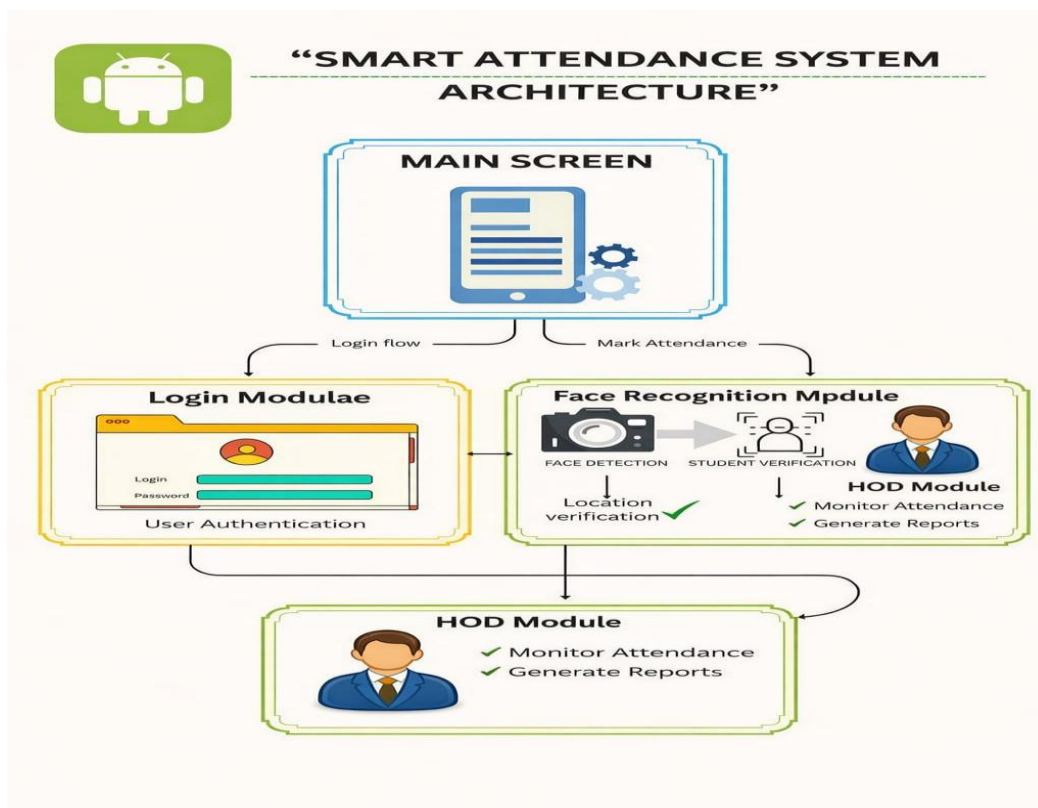 “SMART ATTENDANCE SYSTEM
ARCHITECTURE”
MAIN SCREEN
Login flow
Mark Attendance
Login Modulae
Login
Password
User Authentication
Face Recognition Mpdule
FACE DETECTION
STUDENT VERIFICATION
Location
verification
HOD Module
Monitor Attendance
Generate Reports
HOD Module
Monitor Attendance
Generate Reports